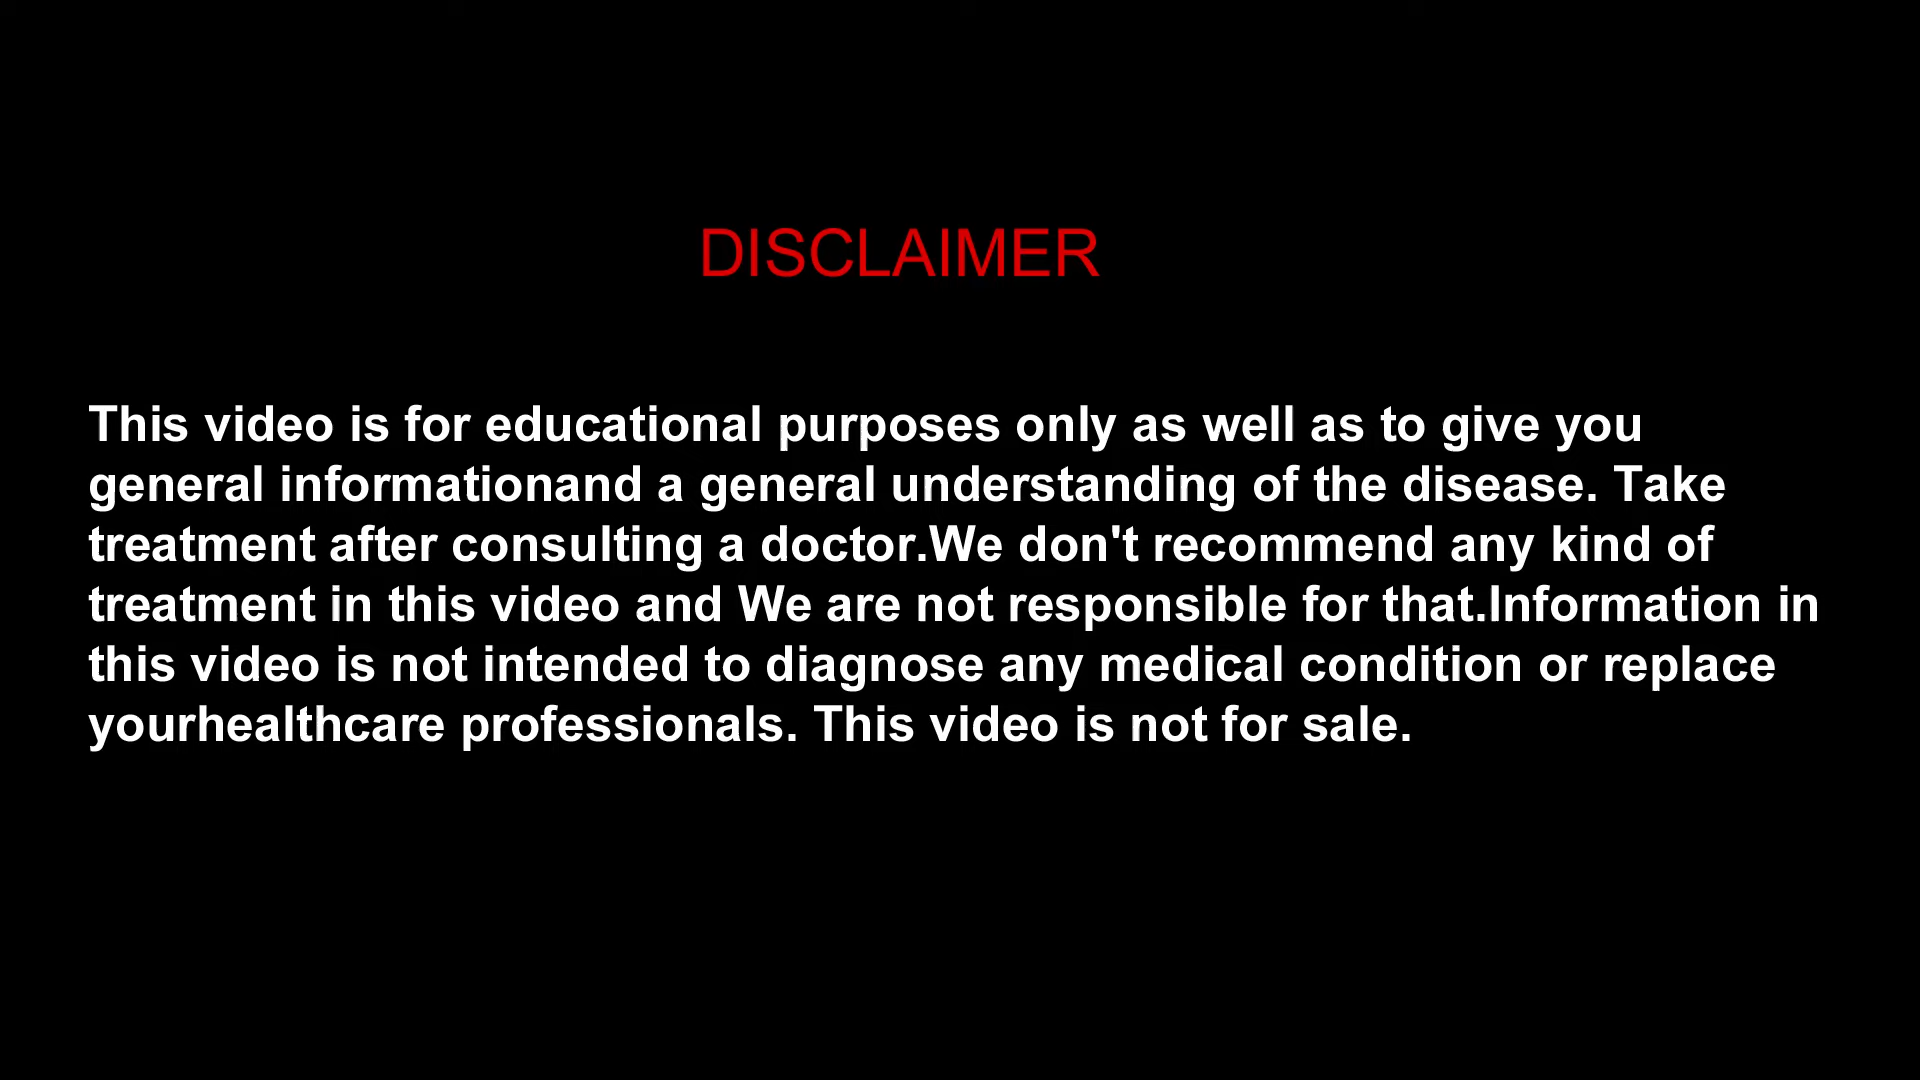 DISCLAIMER
This video is for educational purposes only as well as to give you
general informationand a general understanding of the disease. Take
treatment after consulting a doctor.We don't recommend any kind of
treatment in this video and We are not responsible for that.Information in
this video is not intended to diagnose any medical condition or replace
yourhealthcare professionals. This video is not for sale.